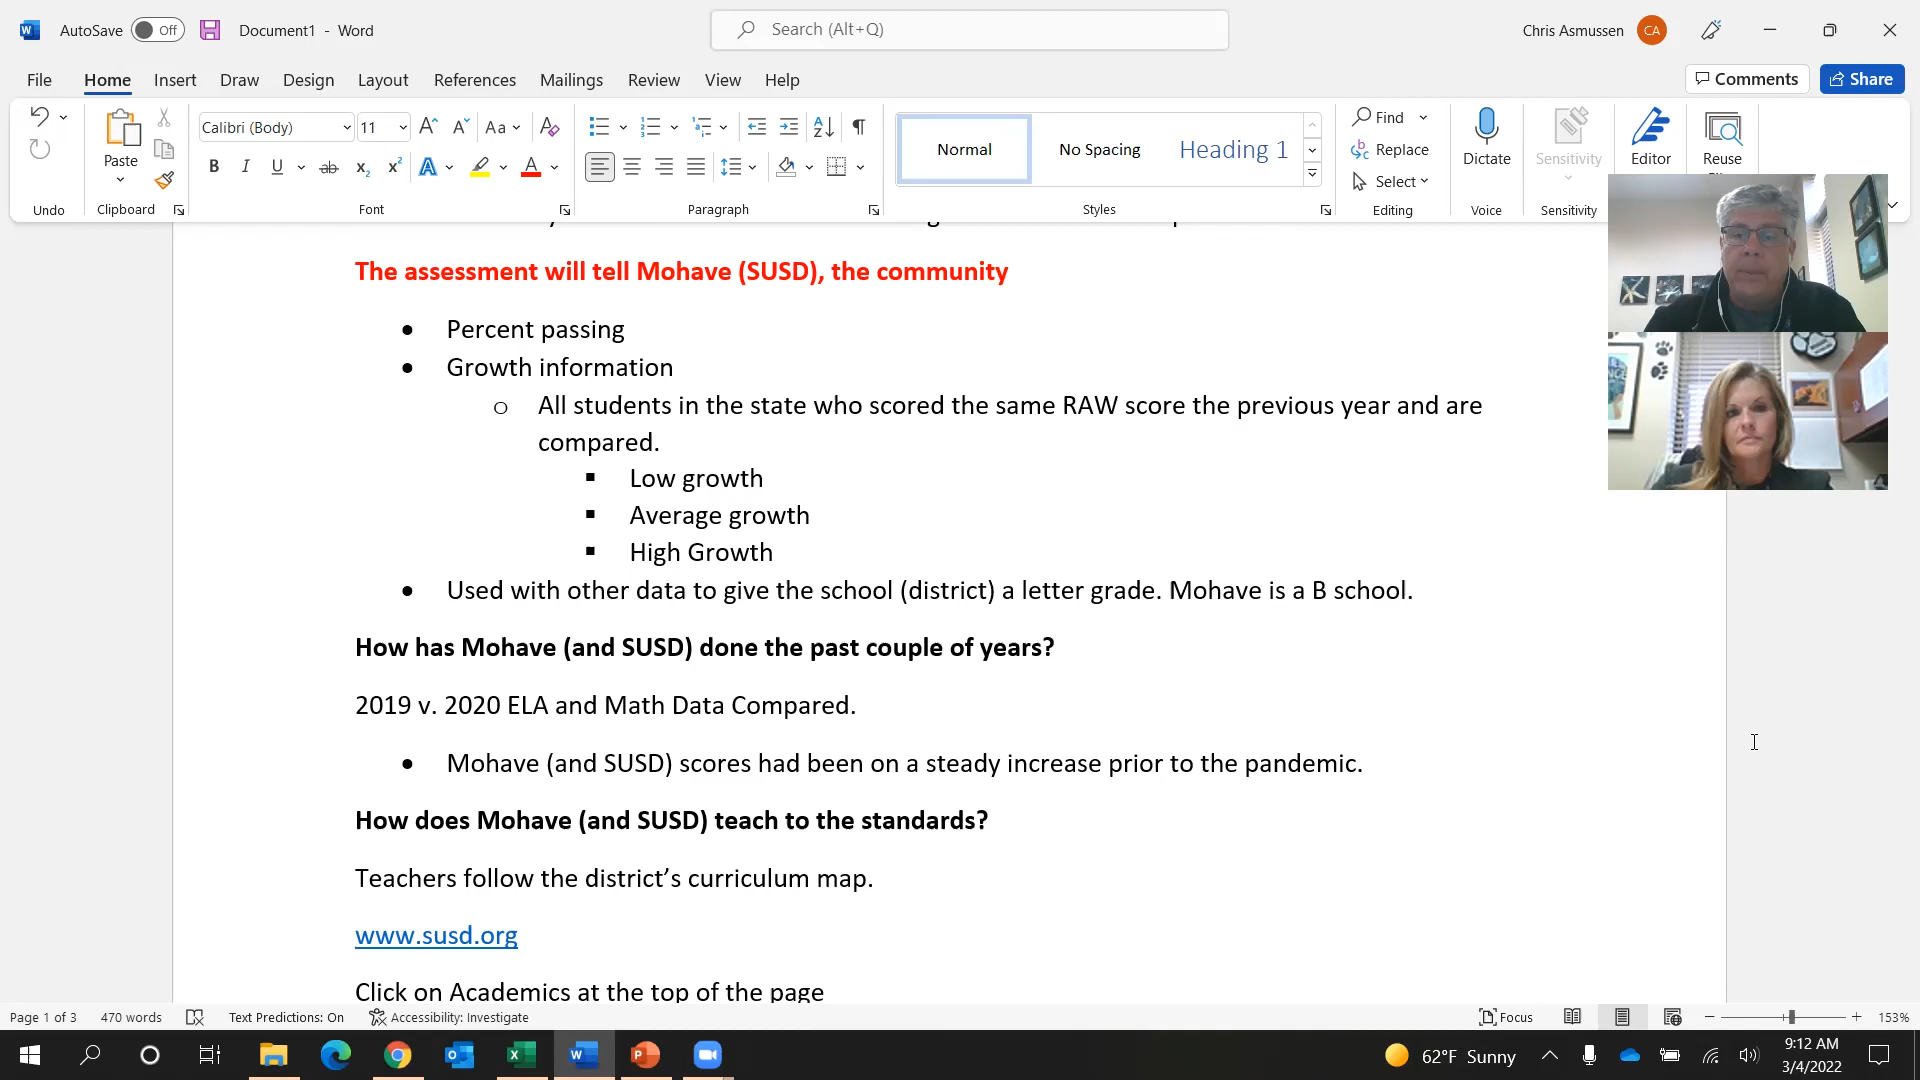 AutoSave Off Document1 - Word Search (Alt+Q) Chris Asmussen CA
File Home Insert Draw Design Layout References Mailings Review View Help Comments Share
Calibri (Body) 11 Aa
Paste
B I U ab x₂ x² A A
Normal No Spacing Heading 1
Find
Replace
Select
Dictate Sensitivity Editor Reuse
Undo Clipboard Font Paragraph Styles Editing Voice Sensitivity
The assessment will tell Mohave (SUSD), the community
• Percent passing
• Growth information
o All students in the state who scored the same RAW score the previous year and are
compared.
▪ Low growth
▪ Average growth
▪ High Growth
• Used with other data to give the school (district) a letter grade. Mohave is a B school.
How has Mohave (and SUSD) done the past couple of years?
2019 v. 2020 ELA and Math Data Compared.
• Mohave (and SUSD) scores had been on a steady increase prior to the pandemic.
How does Mohave (and SUSD) teach to the standards?
Teachers follow the district’s curriculum map.
www.susd.org
Click on Academics at the top of the page
Page 1 of 3 470 words Text Predictions: On Accessibility: Investigate Focus 153%
62°F Sunny 9:12 AM
3/4/2022